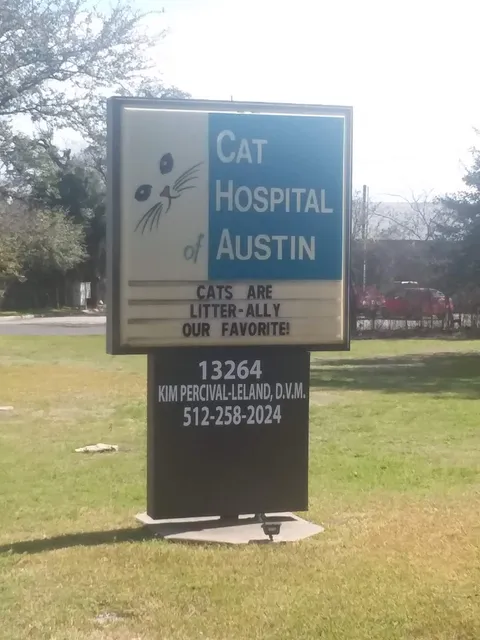 CAT
HOSPITAL
of AUSTIN
CATS ARE
LITTER-ALLY
OUR FAVORITE!
13264
KIM PERCIVAL-LELAND, D.V.M.
512-258-2024